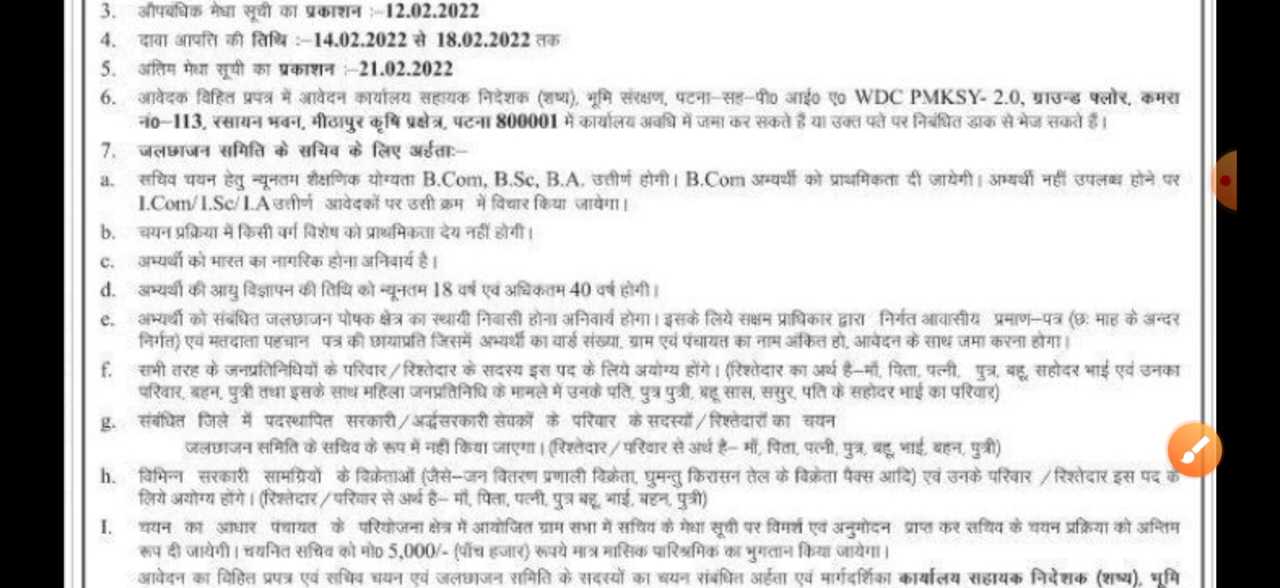 3. औपबंधिक मेधा सूची का प्रकाशन :–12.02.2022
4. दावा आपत्ति की तिथि :–14.02.2022 से 18.02.2022 तक
5. अंतिम मेधा सूची का प्रकाशन :–21.02.2022
6. आवेदक विहित प्रपत्र में आवेदन कार्यालय सहायक निदेशक (शष्य), भूमि संरक्षण, पटना–सह–पी० आई० ए० WDC PMKSY- 2.0, ग्राउन्ड फ्लोर, कमरा
नं०–113, रसायन भवन, मीठापुर कृषि प्रक्षेत्र, पटना 800001 में कार्यालय अवधि में जमा कर सकते हैं या उक्त पते पर निबंधित डाक से भेज सकते हैं।
7. जलछाजन समिति के सचिव के लिए अर्हताः–
a. सचिव चयन हेतु न्यूनतम शैक्षणिक योग्यता B.Com, B.Sc, B.A. उत्तीर्ण होगी। B.Com अभ्यर्थी को प्राथमिकता दी जायेगी। अभ्यर्थी नहीं उपलब्ध होने पर
I.Com/ I.Sc/ I.A उत्तीर्ण आवेदकों पर उसी क्रम में विचार किया जायेगा।
b. चयन प्रक्रिया में किसी वर्ग विशेष को प्राथमिकता देय नहीं होगी।
c. अभ्यर्थी को भारत का नागरिक होना अनिवार्य है।
d. अभ्यर्थी की आयु विज्ञापन की तिथि को न्यूनतम 18 वर्ष एवं अधिकतम 40 वर्ष होगी।
e. अभ्यर्थी को संबंधित जलछाजन पोषक क्षेत्र का स्थायी निवासी होना अनिवार्य होगा। इसके लिये सक्षम प्राधिकार द्वारा निर्गत आवासीय प्रमाण–पत्र (छः माह के अन्दर
निर्गत) एवं मतदाता पहचान पत्र की छायाप्रति जिसमें अभ्यर्थी का वार्ड संख्या, ग्राम एवं पंचायत का नाम अंकित हो, आवेदन के साथ जमा करना होगा।
f. सभी तरह के जनप्रतिनिधियों के परिवार/रिश्तेदार के सदस्य इस पद के लिये अयोग्य होंगे। (रिश्तेदार का अर्थ है–माँ, पिता, पत्नी, पुत्र, बहू, सहोदर भाई एवं उनका
परिवार, बहन, पुत्री तथा इसके साथ महिला जनप्रतिनिधि के मामले में उनके पति, पुत्र पुत्री, बहू सास, ससुर, पति के सहोदर भाई का परिवार)
g. संबंधित जिले में पदस्थापित सरकारी/अर्द्धसरकारी सेवकों के परिवार के सदस्यों/रिश्तेदारों का चयन
जलछाजन समिति के सचिव के रूप में नहीं किया जाएगा। (रिश्तेदार/परिवार से अर्थ है– माँ, पिता, पत्नी, पुत्र, बहू, भाई, बहन, पुत्री)
h. विभिन्न सरकारी सामग्रियों के विक्रेताओं (जैसे–जन वितरण प्रणाली विक्रेता, घुमन्तु किरासन तेल के विक्रेता पैक्स आदि) एवं उनके परिवार /रिश्तेदार इस पद के
लिये अयोग्य होंगे। (रिश्तेदार/परिवार से अर्थ है– माँ, पिता, पत्नी, पुत्र बहू, भाई, बहन, पुत्री)
I. चयन का आधार पंचायत के परियोजना क्षेत्र में आयोजित ग्राम सभा में सचिव के मेधा सूची पर विमर्श एवं अनुमोदन प्राप्त कर सचिव के चयन प्रक्रिया को अन्तिम
रूप दी जायेगी। चयनित सचिव को मो० 5,000/- (पाँच हजार) रूपये मात्र मासिक पारिश्रमिक का भुगतान किया जायेगा।
आवेदन का विहित प्रपत्र एवं सचिव चयन एवं जलछाजन समिति के सदस्यों का चयन संबंधित अर्हता एवं मार्गदर्शिका कार्यालय सहायक निदेशक (शष्य), भूमि